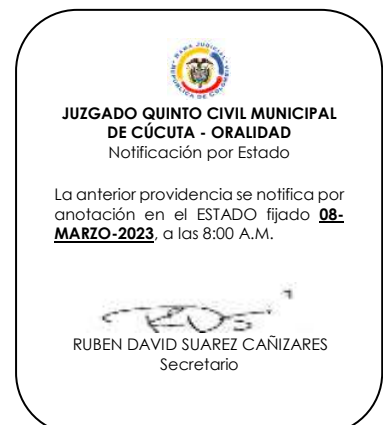 JUZGADO QUINTO CIVIL MUNICIPAL
DE CÚCUTA - ORALIDAD
Notificación por Estado
La anterior providencia se notifica por
anotación en el ESTADO fijado 08-
MARZO-2023, a las 8:00 A.M.
RUBEN DAVID SUAREZ CAÑIZARES
Secretario